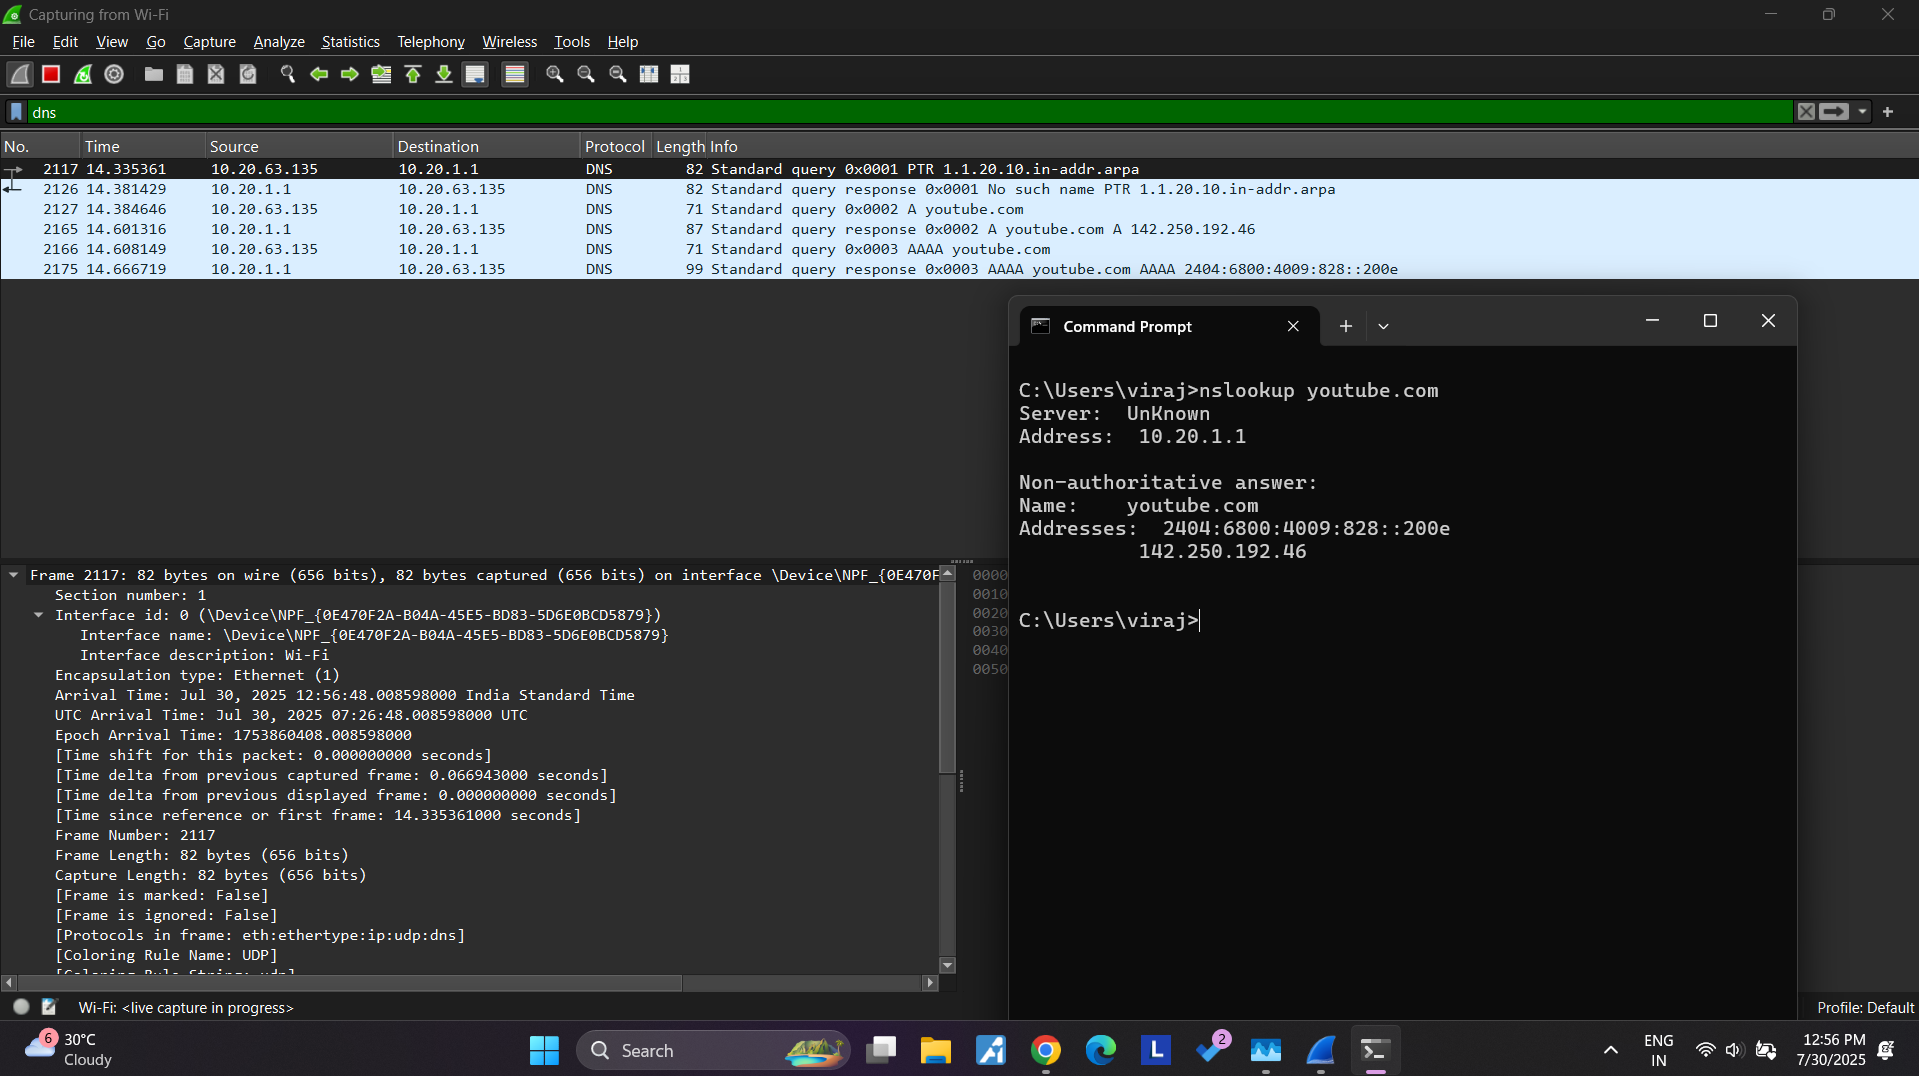 Capturing from Wi-Fi
File Edit View Go Capture Analyze Statistics Telephony Wireless Tools Help
dns
No. Time Source Destination Protocol Length Info
2117 14.335361 10.20.63.135 10.20.1.1 DNS 82 Standard query 0x0001 PTR 1.1.20.10.in-addr.arpa
2126 14.381429 10.20.1.1 10.20.63.135 DNS 82 Standard query response 0x0001 No such name PTR 1.1.20.10.in-addr.arpa
2127 14.384646 10.20.63.135 10.20.1.1 DNS 71 Standard query 0x0002 A youtube.com
2165 14.601316 10.20.1.1 10.20.63.135 DNS 87 Standard query response 0x0002 A youtube.com A 142.250.192.46
2166 14.608149 10.20.63.135 10.20.1.1 DNS 71 Standard query 0x0003 AAAA youtube.com
2175 14.666719 10.20.1.1 10.20.63.135 DNS 99 Standard query response 0x0003 AAAA youtube.com AAAA 2404:6800:4009:828::200e
Command Prompt
C:\Users\viraj>nslookup youtube.com
Server:  UnKnown
Address:  10.20.1.1
Non-authoritative answer:
Name:    youtube.com
Addresses:  2404:6800:4009:828::200e
142.250.192.46
C:\Users\viraj>
Frame 2117: 82 bytes on wire (656 bits), 82 bytes captured (656 bits) on interface \Device\NPF_{0E470F
Section number: 1
Interface id: 0 (\Device\NPF_{0E470F2A-B04A-45E5-BD83-5D6E0BCD5879})
Interface name: \Device\NPF_{0E470F2A-B04A-45E5-BD83-5D6E0BCD5879}
Interface description: Wi-Fi
Encapsulation type: Ethernet (1)
Arrival Time: Jul 30, 2025 12:56:48.008598000 India Standard Time
UTC Arrival Time: Jul 30, 2025 07:26:48.008598000 UTC
Epoch Arrival Time: 1753860408.008598000
[Time shift for this packet: 0.000000000 seconds]
[Time delta from previous captured frame: 0.066943000 seconds]
[Time delta from previous displayed frame: 0.000000000 seconds]
[Time since reference or first frame: 14.335361000 seconds]
Frame Number: 2117
Frame Length: 82 bytes (656 bits)
Capture Length: 82 bytes (656 bits)
[Frame is marked: False]
[Frame is ignored: False]
[Protocols in frame: eth:ethertype:ip:udp:dns]
[Coloring Rule Name: UDP]
[Coloring Rule String: udp]
0000
0010
0020
0030
0040
0050
Wi-Fi: <live capture in progress>
Profile: Default
6
30°C
Cloudy
Search
L
2
ENG
IN
12:56 PM
7/30/2025